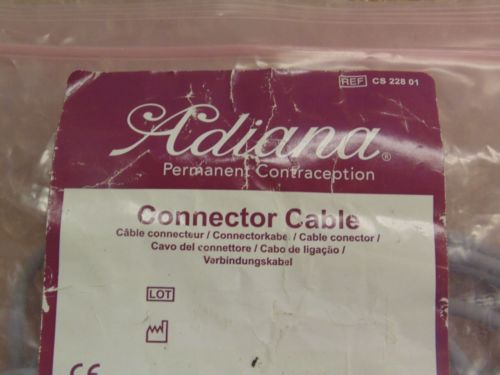 REF CS 228 01
Adiana®
Permanent Contraception
Connector Cable
Câble connecteur / Connectorkabel / Cable conector /
Cavo del connettore / Cabo de ligação /
Verbindungskabel
LOT
CE